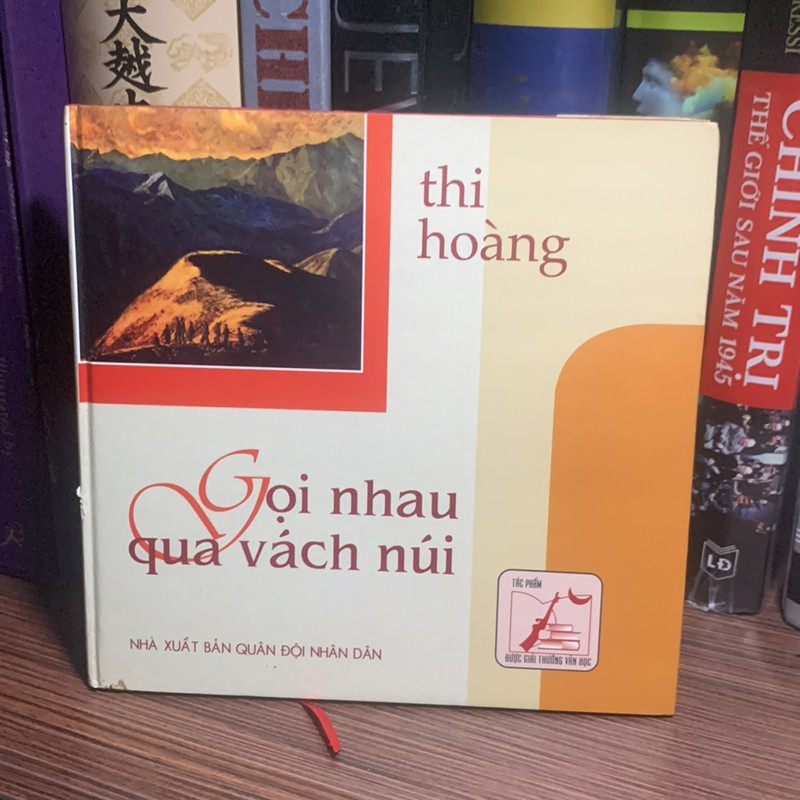 大越
CHINH TRỊ
THẾ GIỚI SAU NĂM 1945
LĐ
thi
hoàng
Gọi nhau
qua vách núi
NHÀ XUẤT BẢN QUÂN ĐỘI NHÂN DÂN
TÁC PHẨM
ĐƯỢC GIẢI THƯỞNG VĂN HỌC